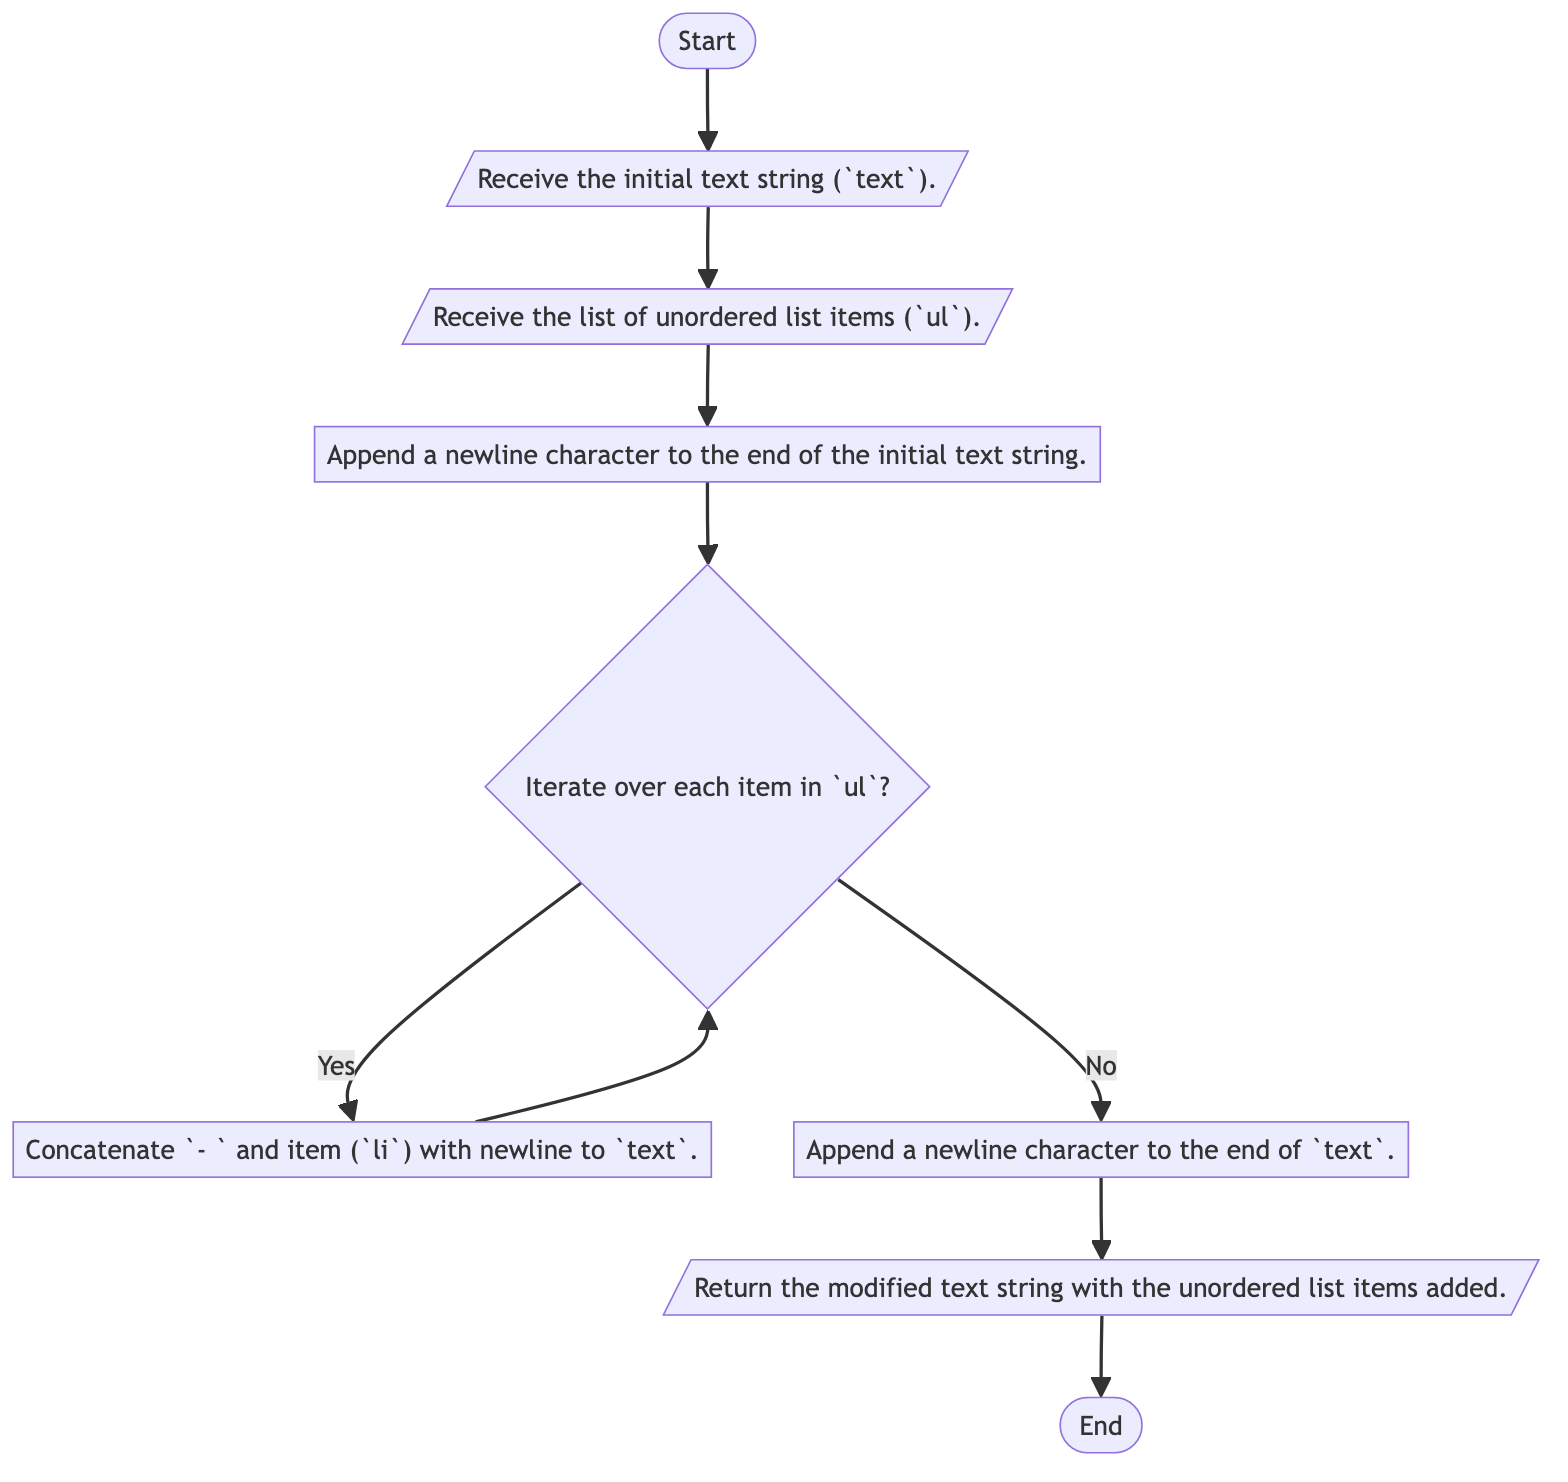 Start
Receive the initial text string (`text`).
Receive the list of unordered list items (`ul`).
Append a newline character to the end of the initial text string.
Iterate over each item in `ul`?
Yes
No
Concatenate `- ` and item (`li`) with newline to `text`.
Append a newline character to the end of `text`.
Return the modified text string with the unordered list items added.
End